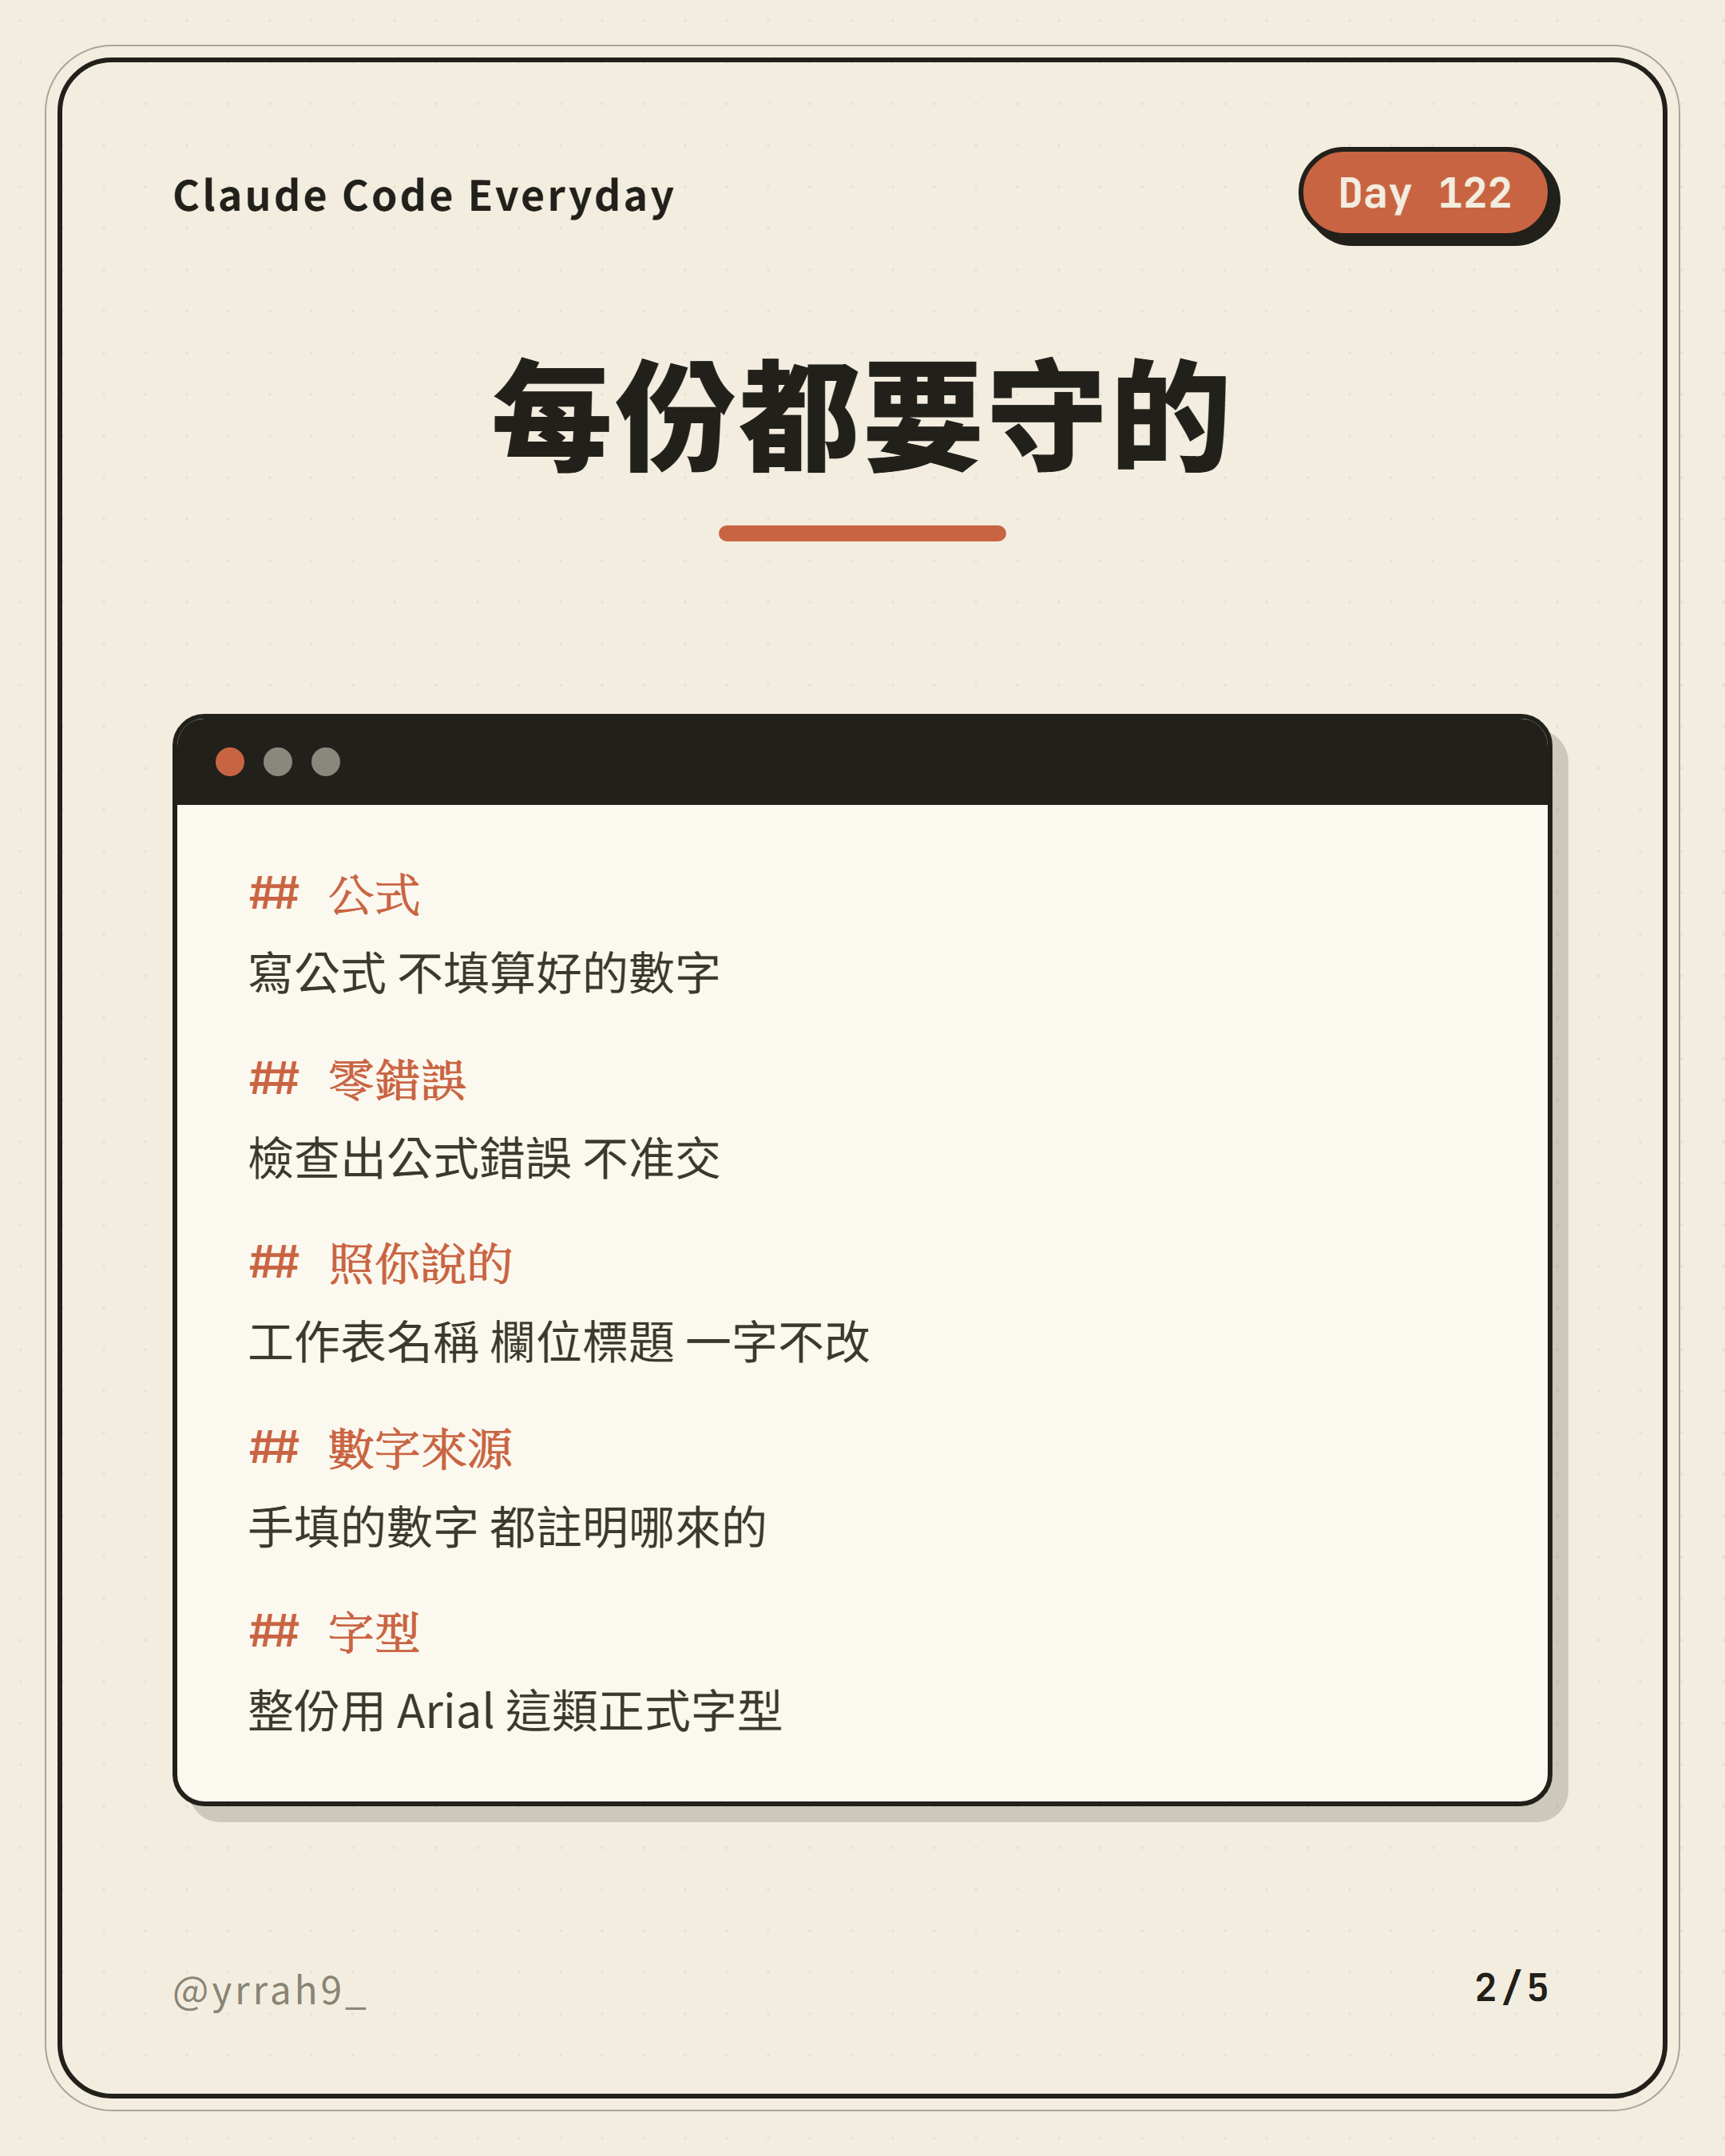 Claude Code Everyday
Day 122
每份都要守的
## 公式
寫公式 不填算好的數字
## 零錯誤
檢查出公式錯誤 不准交
## 照你說的
工作表名稱 欄位標題 一字不改
## 數字來源
手填的數字 都註明哪來的
## 字型
整份用 Arial 這類正式字型
@yrrah9_
2/5